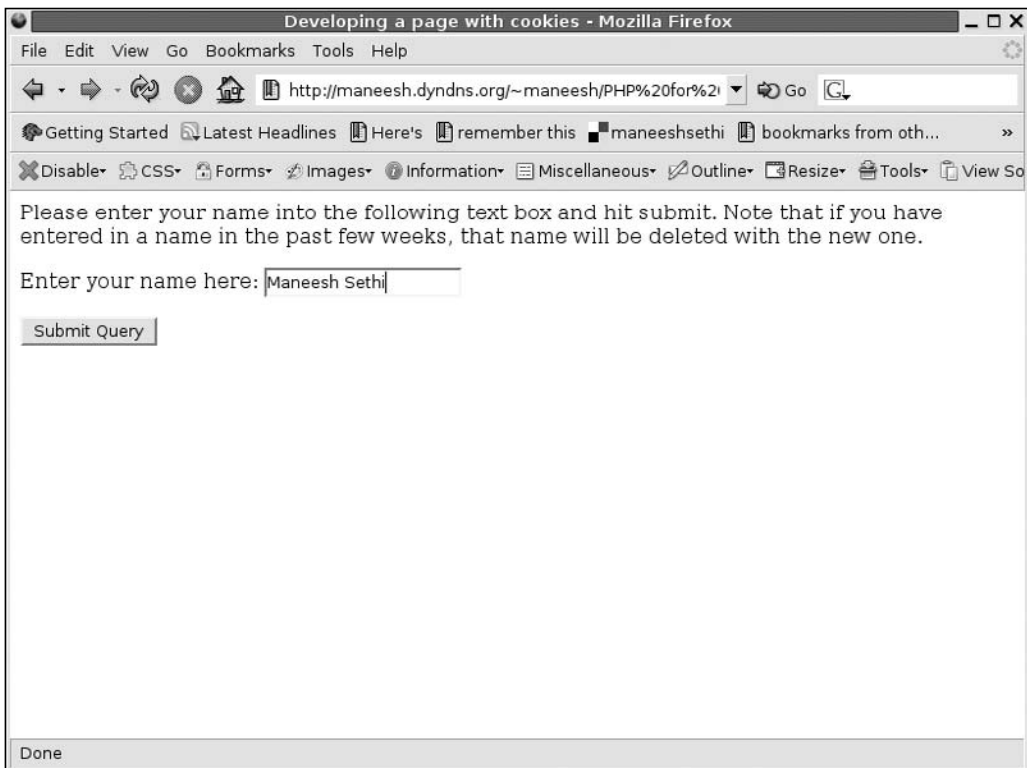 Developing a page with cookies - Mozilla Firefox
File Edit View Go Bookmarks Tools Help
http://maneesh.dyndns.org/~maneesh/PHP%20for%2 Go G
Getting Started Latest Headlines Here's remember this maneeshsethi bookmarks from oth... »
Disable CSS Forms Images Information Miscellaneous Outline Resize Tools View So
Please enter your name into the following text box and hit submit. Note that if you have
entered in a name in the past few weeks, that name will be deleted with the new one.
Enter your name here: Maneesh Sethi
Submit Query
Done